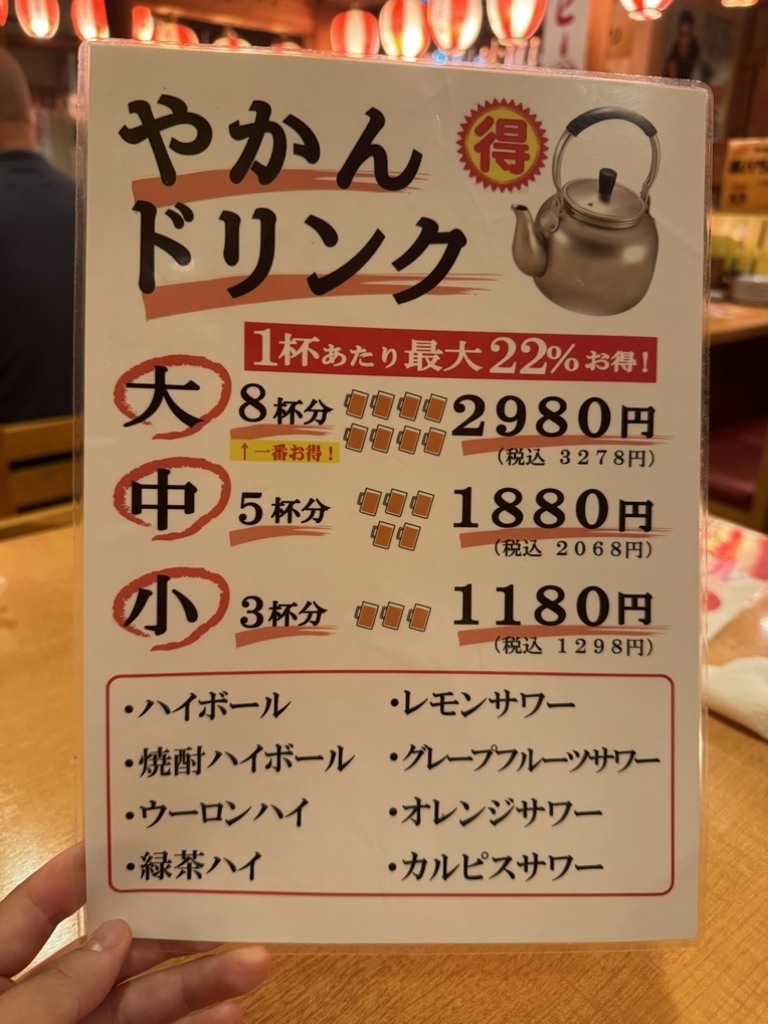 やかん
ドリンク
得
1杯あたり最大22%お得!
大 8杯分 2980円
↑一番お得! (税込 3278円)
中 5杯分 1880円
(税込 2068円)
小 3杯分 1180円
(税込 1298円)
・ハイボール
・焼酎ハイボール
・ウーロンハイ
・緑茶ハイ
・レモンサワー
・グレープフルーツサワー
・オレンジサワー
・カルピスサワー